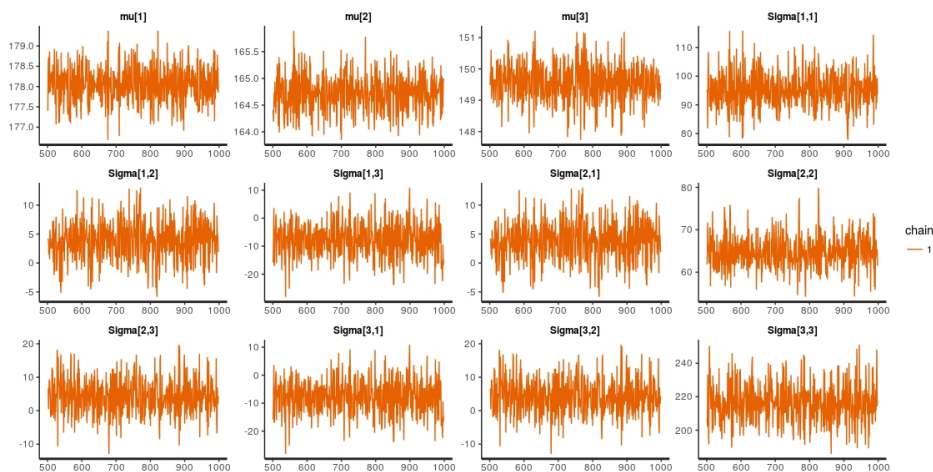 mu[1] mu[2] mu[3] Sigma[1,1]
179.0 178.5 178.0 177.5 177.0
165.5 165.0 164.5 164.0
151 150 149 148
110 100 90 80
500 600 700 800 900 1000 500 600 700 800 900 1000 500 600 700 800 900 1000 500 600 700 800 900 1000
Sigma[1,2] Sigma[1,3] Sigma[2,1] Sigma[2,2]
10 5 0 -5
10 0 -10 -20
10 5 0 -5
80 70 60
500 600 700 800 900 1000 500 600 700 800 900 1000 500 600 700 800 900 1000 500 600 700 800 900 1000
chain
1
Sigma[2,3] Sigma[3,1] Sigma[3,2] Sigma[3,3]
20 10 0 -10
10 0 -10 -20
20 10 0 -10
240 220 200
500 600 700 800 900 1000 500 600 700 800 900 1000 500 600 700 800 900 1000 500 600 700 800 900 1000